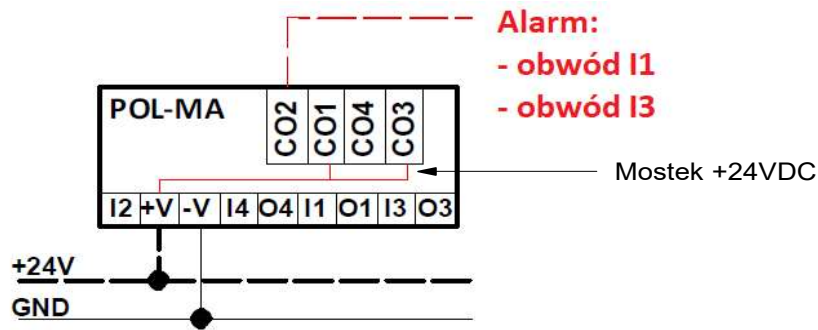 Alarm:
- obwód I1
- obwód I3
POL-MA
CO2 CO1 CO4 CO3
Mostek +24VDC
I2 +V -V I4 O4 I1 O1 I3 O3
+24V
GND